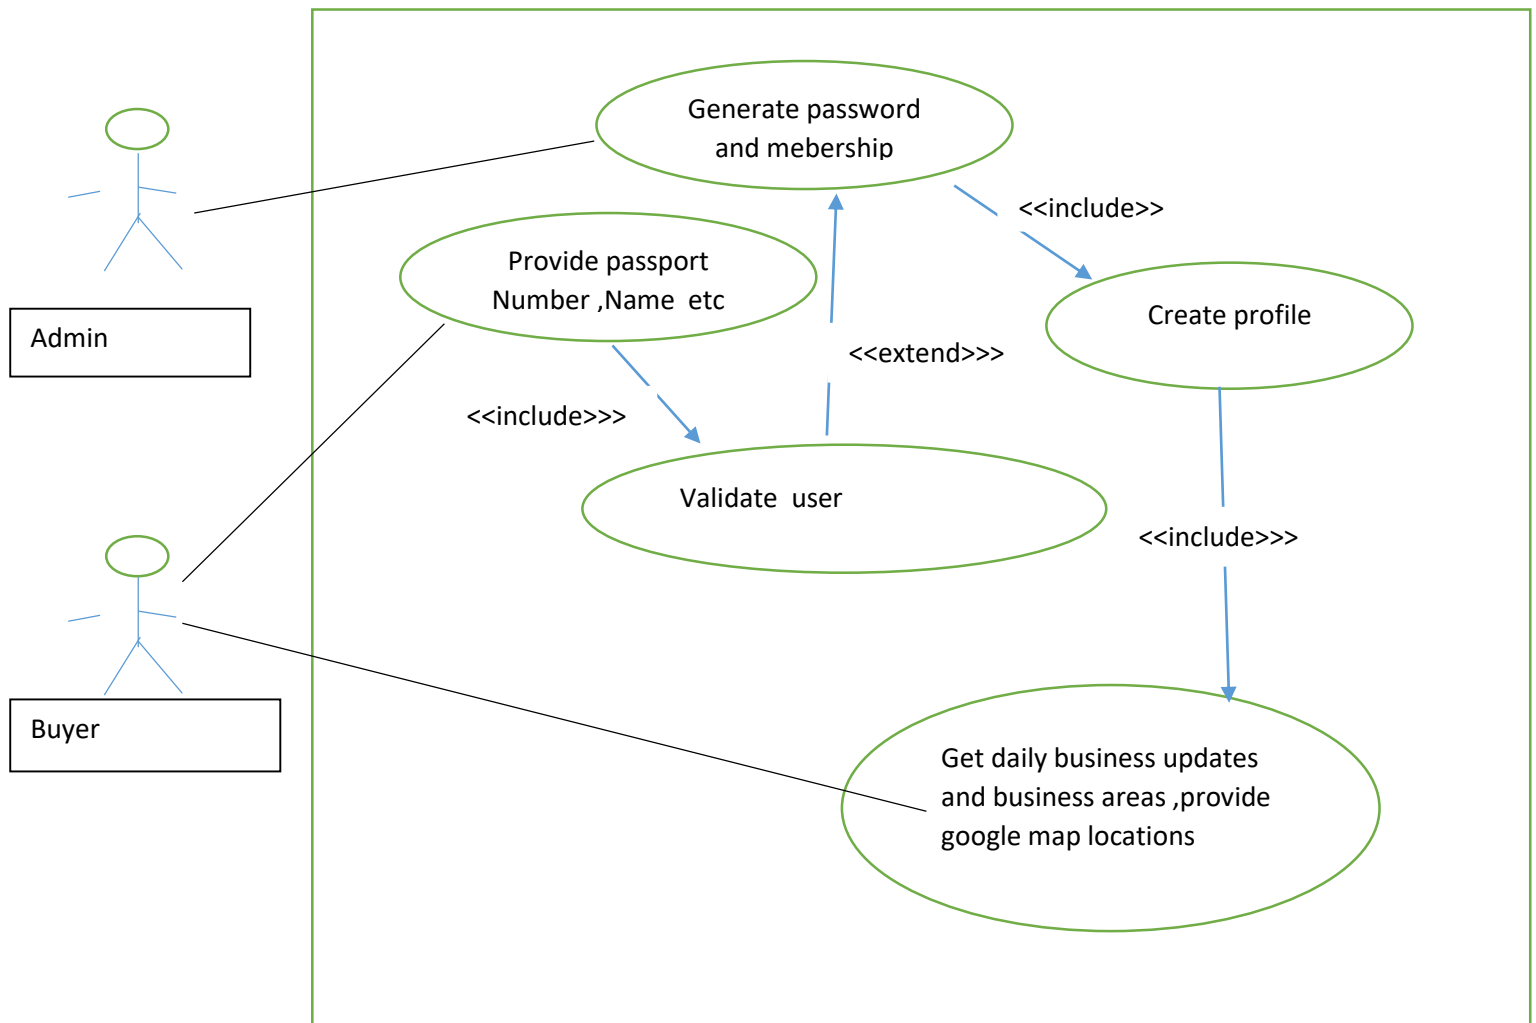 Generate password
and mebership
<<include>>
Provide passport
Number ,Name  etc
Create profile
Admin
<<extend>>>
<<include>>>
Validate  user
<<include>>>
Buyer
Get daily business updates
and business areas ,provide
google map locations